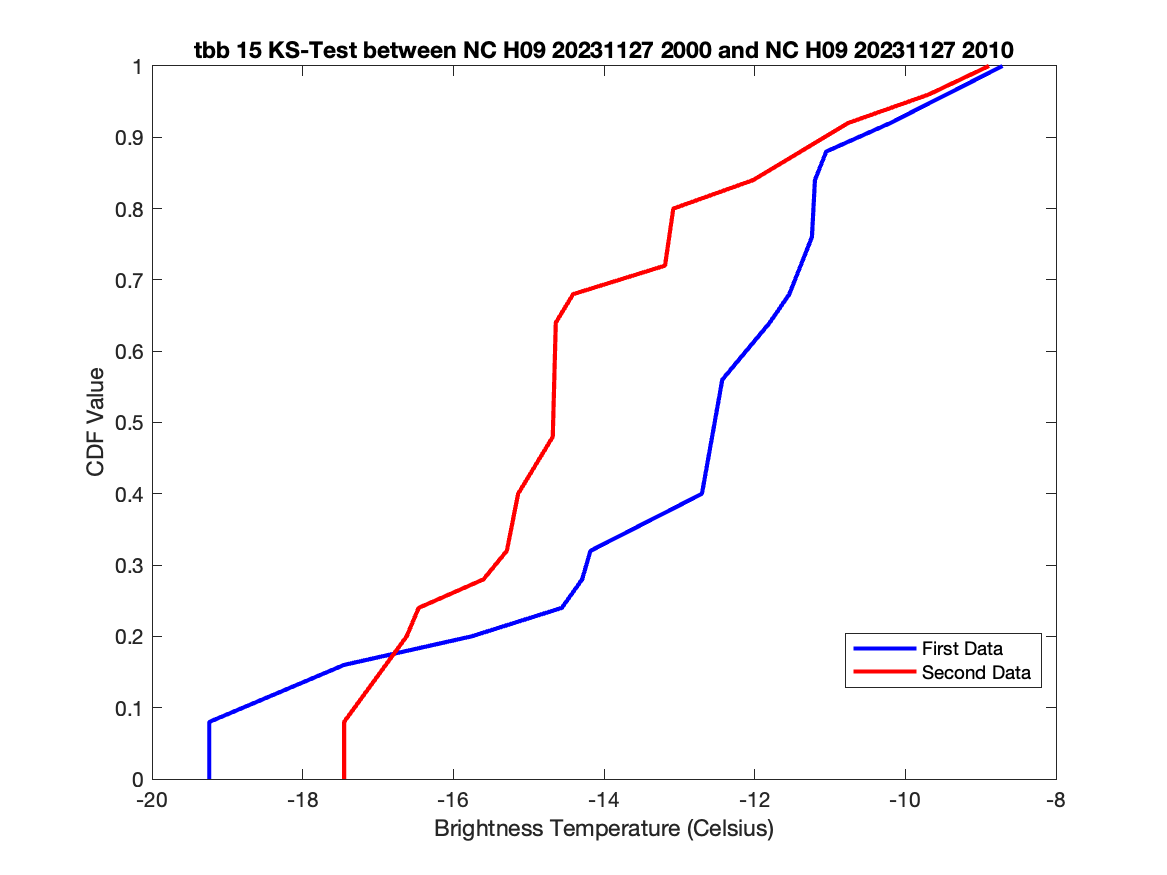 tbb 15 KS-Test between NC H09 20231127 2000 and NC H09 20231127 2010
1
0.9
0.8
0.7
0.6
0.5
0.4
0.3
0.2
0.1
0
CDF Value
First Data
Second Data
-20 -18 -16 -14 -12 -10 -8
Brightness Temperature (Celsius)